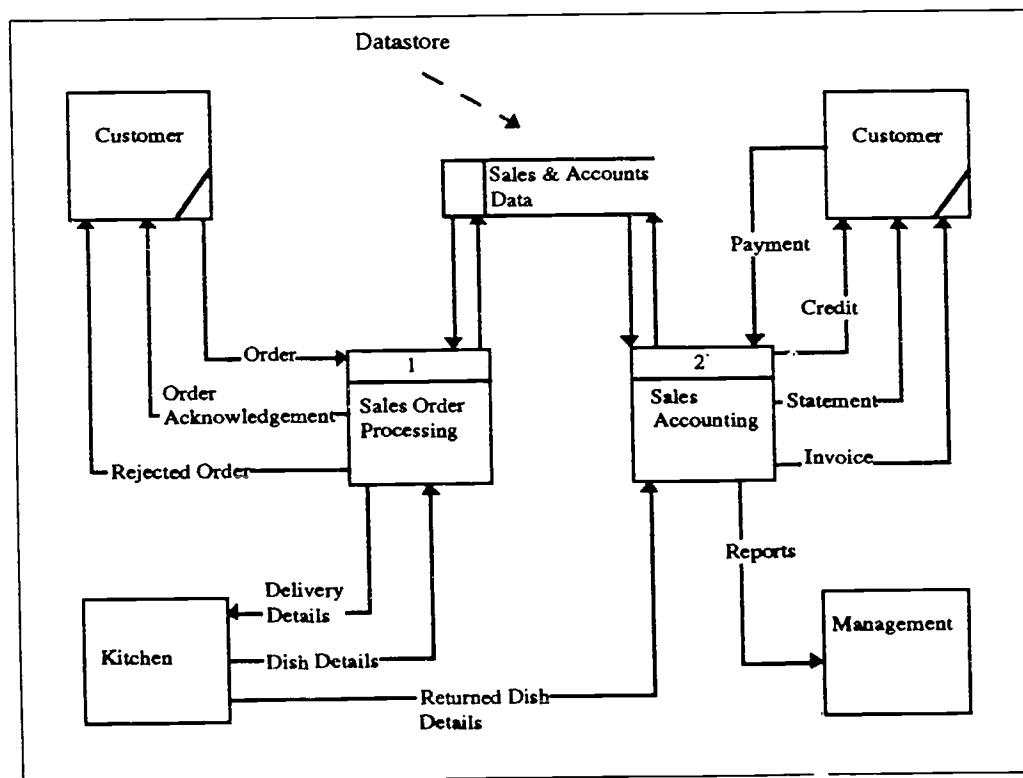 Datastore
Customer
Customer
Sales & Accounts
Data
Payment
Credit
Order
1
2
Order
Acknowledgement
Sales Order
Processing
Sales
Accounting
Statement
Rejected Order
Invoice
Reports
Delivery
Details
Kitchen
Dish Details
Management
Returned Dish
Details